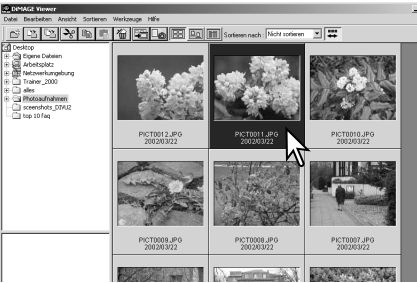 DiMAGE Viewer
Datei Bearbeiten Ansicht Sortieren Werkzeuge Hilfe
Sortieren nach : Nicht sortieren
Desktop
Eigene Dateien
Arbeitsplatz
Netzwerkumgebung
Trainer_2000
alles
Photoaufnahmen
sceenshots_DIVU2
top 10 faq
PICT0012.JPG
2002/03/22
PICT0011.JPG
2002/03/22
PICT0010.JPG
2002/03/22
PICT0009.JPG
2002/03/22
PICT0008.JPG
2002/03/22
PICT0007.JPG
2002/03/22